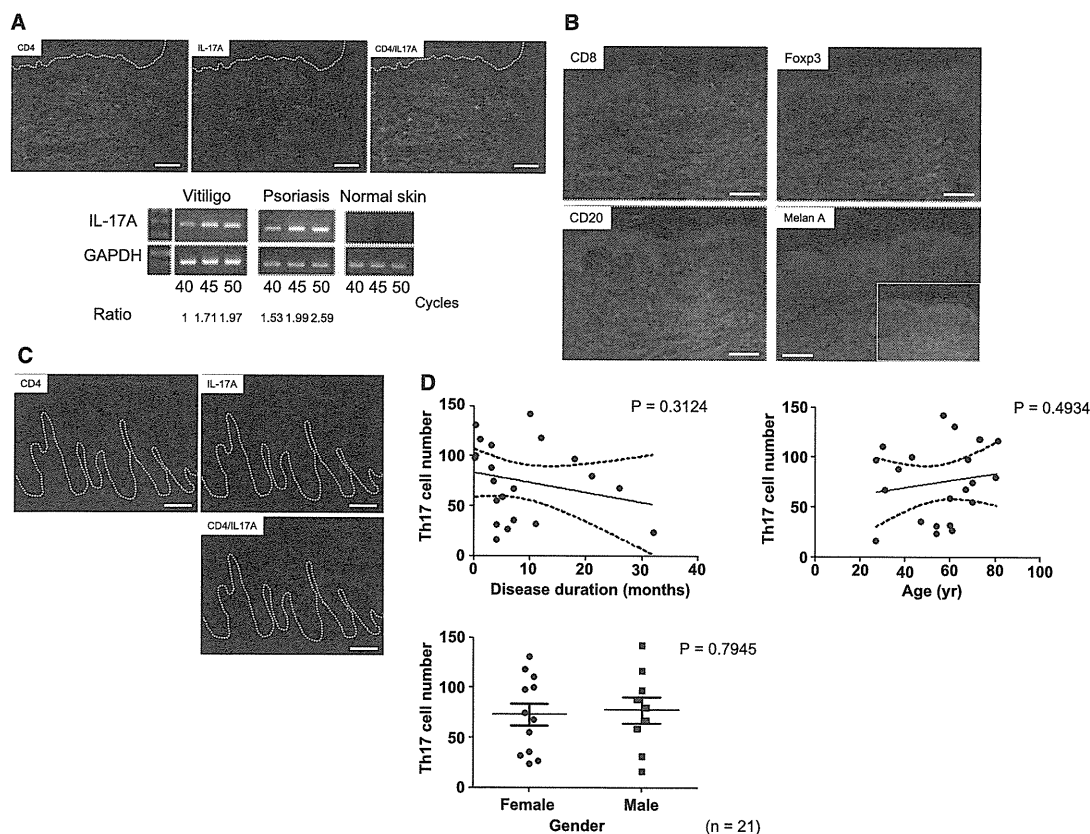 A
CD4
IL-17A
CD4/IL17A
Vitiligo Psoriasis Normal skin
IL-17A
GAPDH
40 45 50 40 45 50 40 45 50
Cycles
Ratio 1 1.71 1.97 1.53 1.99 2.59
B
CD8
Foxp3
CD20
Melan A
C
CD4
IL-17A
CD4/IL17A
D
P = 0.3124
Th17 cell number
150
100
50
0
0 10 20 30 40
Disease duration (months)
P = 0.4934
Th17 cell number
150
100
50
0
0 20 40 60 80 100
Age (yr)
P = 0.7945
Th17 cell number
150
100
50
0
Female Male
Gender
(n = 21)